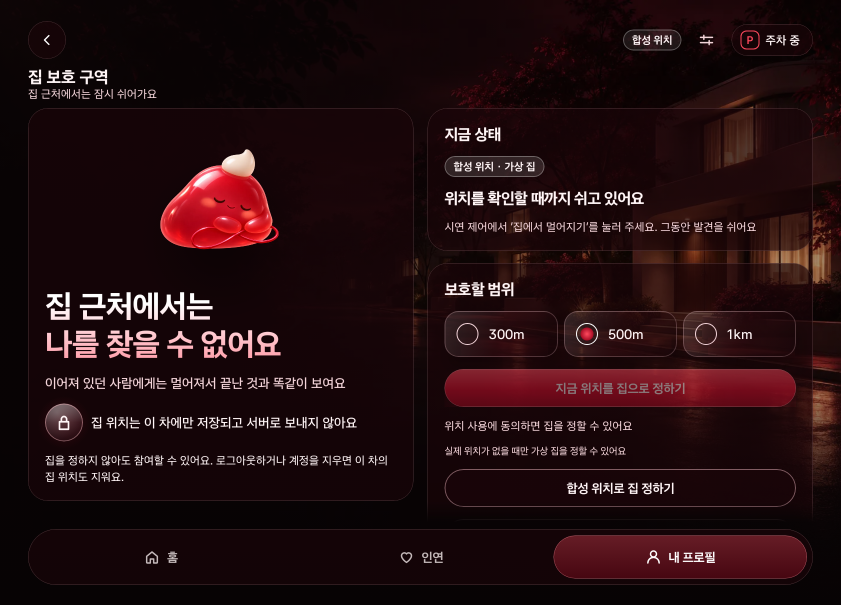 합성 위치
P 주차 중
집 보호 구역
집 근처에서는 잠시 쉬어가요
집 근처에서는
나를 찾을 수 없어요
이어져 있던 사람에게는 멀어져서 끝난 것과 똑같이 보여요
집 위치는 이 차에만 저장되고 서버로 보내지 않아요
집을 정하지 않아도 참여할 수 있어요. 로그아웃하거나 계정을 지우면 이 차의
집 위치도 지워요.
지금 상태
합성 위치 · 가상 집
위치를 확인할 때까지 쉬고 있어요
시연 제어에서 '집에서 멀어지기'를 눌러 주세요. 그동안 발견을 쉬어요
보호할 범위
300m
500m
1km
지금 위치를 집으로 정하기
위치 사용에 동의하면 집을 정할 수 있어요
실제 위치가 없을 때만 가상 집을 정할 수 있어요
합성 위치로 집 정하기
홈
인연
내 프로필